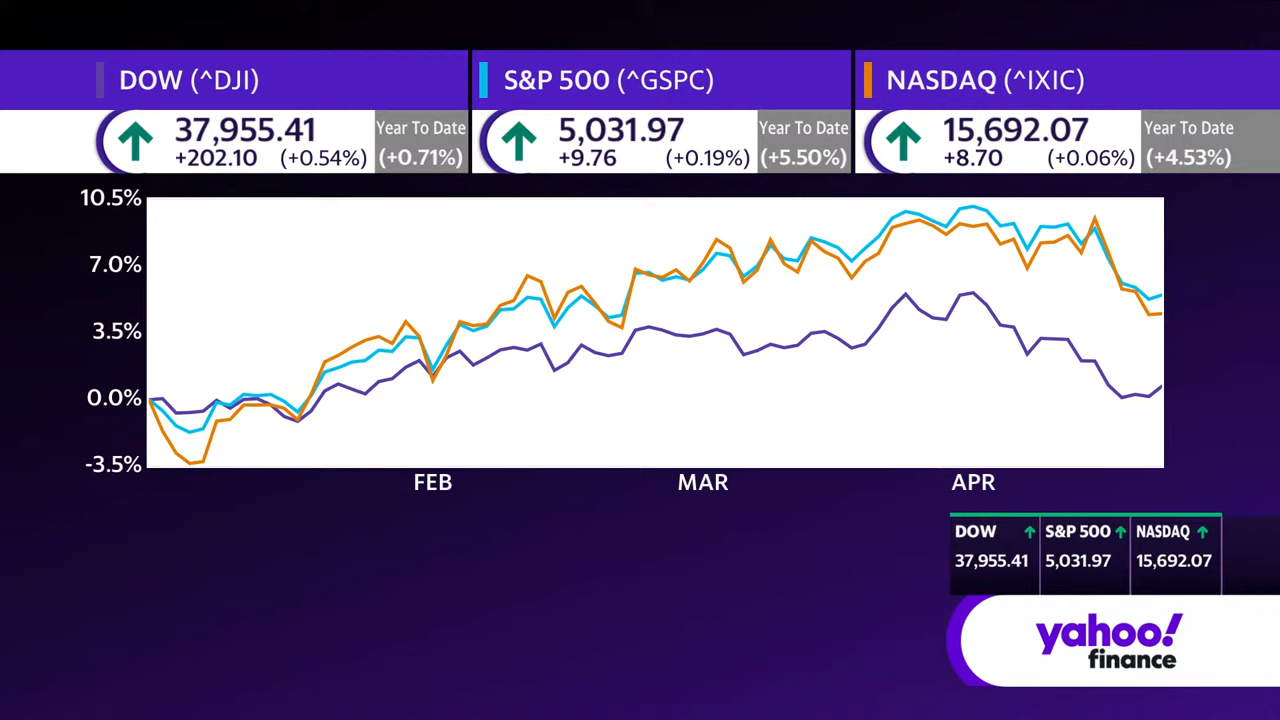 DOW (^DJI)
37,955.41
+202.10 (+0.54%)
Year To Date
(+0.71%)
S&P 500 (^GSPC)
5,031.97
+9.76 (+0.19%)
Year To Date
(+5.50%)
NASDAQ (^IXIC)
15,692.07
+8.70 (+0.06%)
Year To Date
(+4.53%)
10.5%
7.0%
3.5%
0.0%
-3.5%
FEB MAR APR
DOW S&P 500 NASDAQ
37,955.41 5,031.97 15,692.07
yahoo!
finance